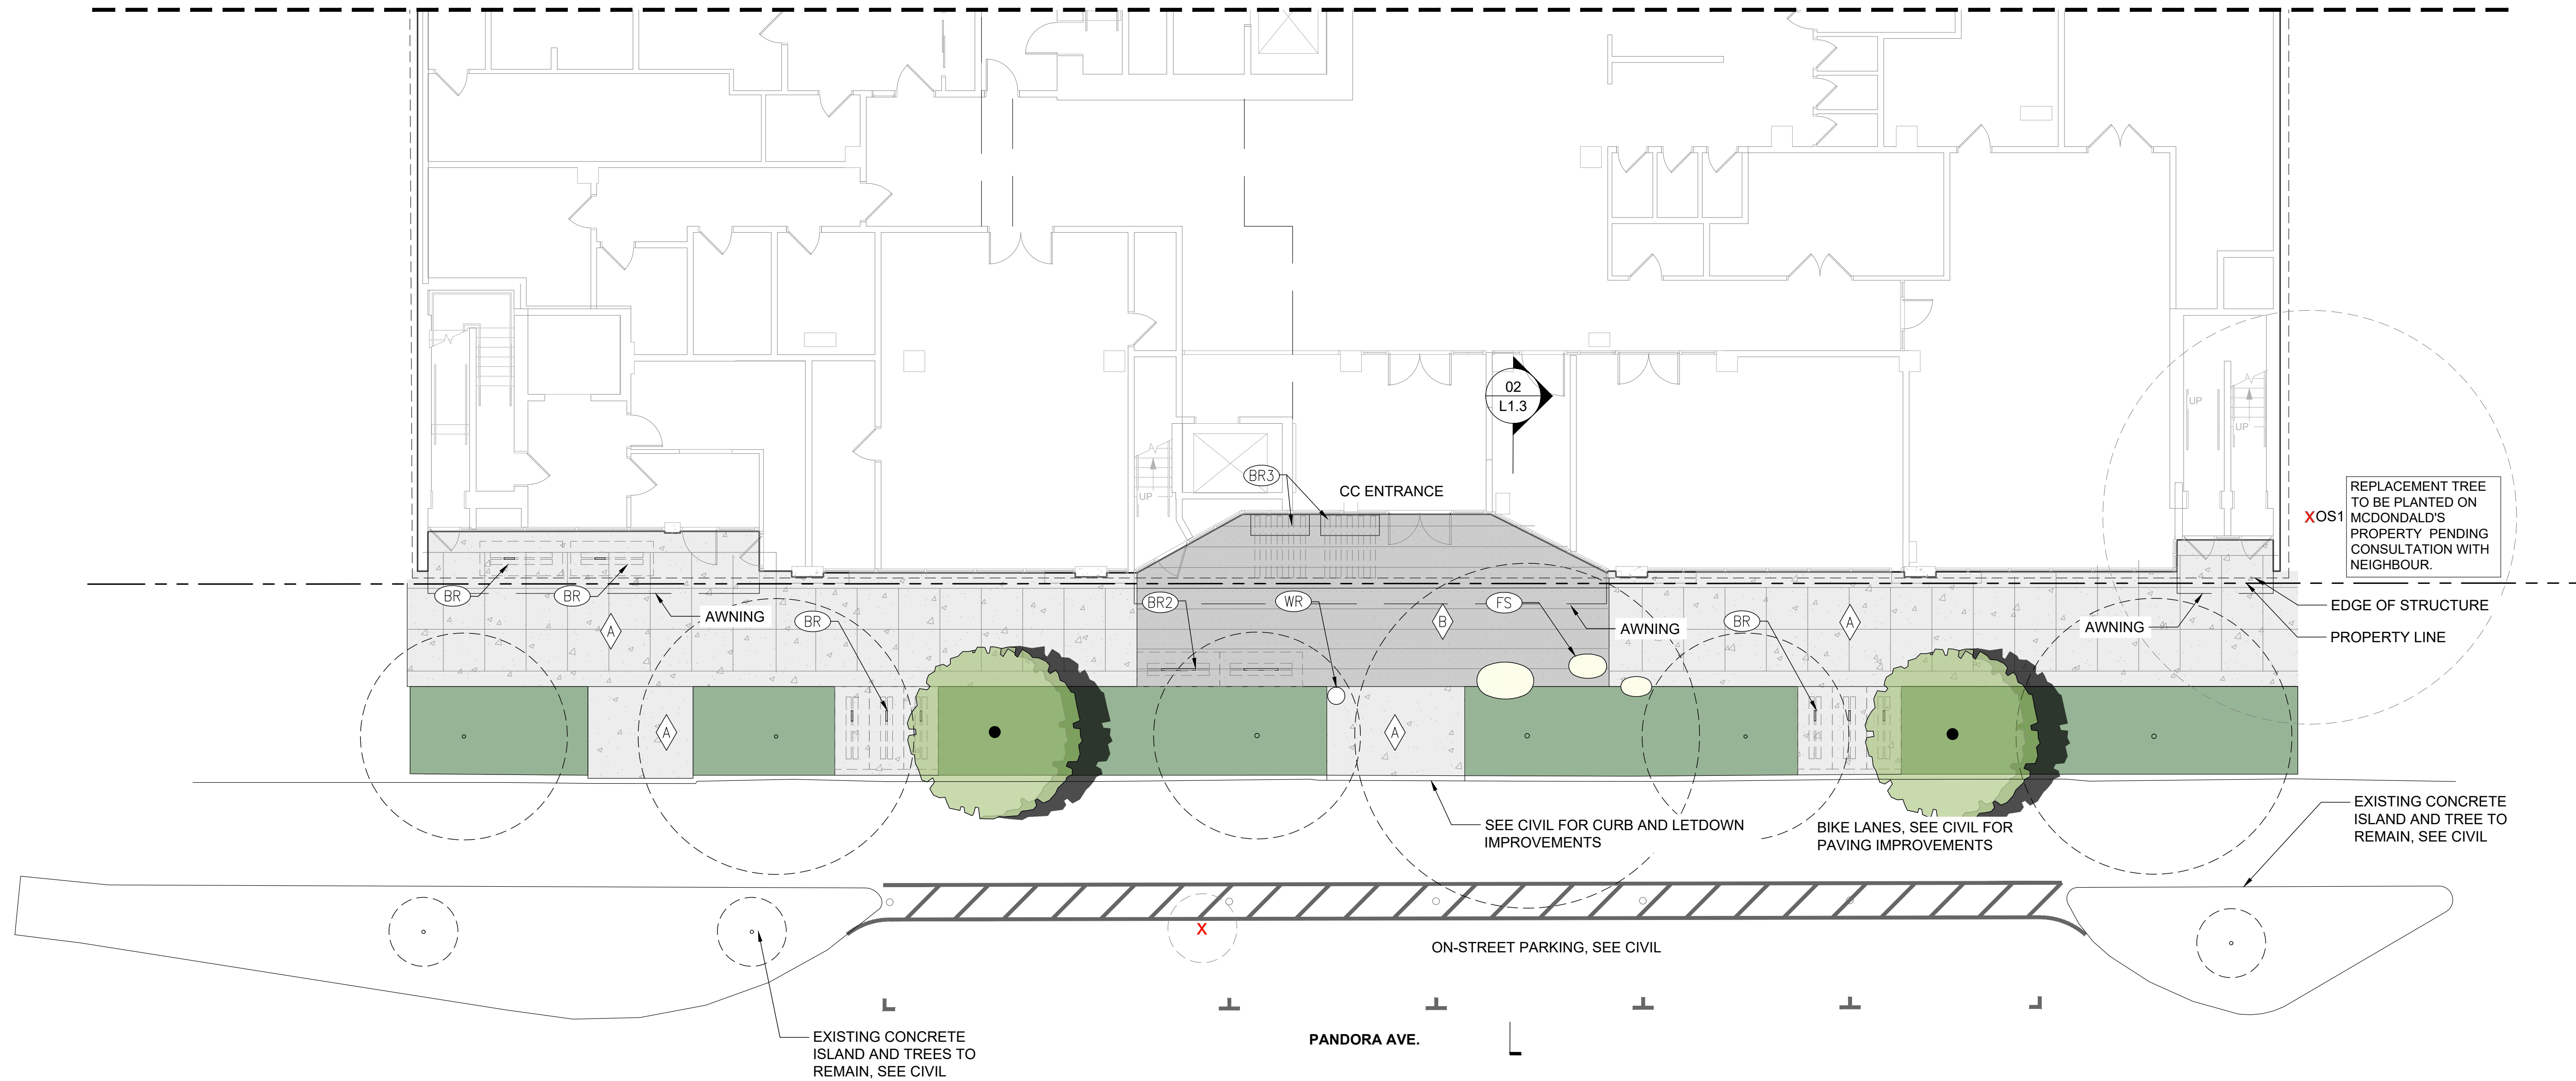 UP
UP
02
L1.3
BR3
CC ENTRANCE
UP
X OS1
REPLACEMENT TREE
TO BE PLANTED ON
MCDONDALD'S
PROPERTY PENDING
CONSULTATION WITH
NEIGHBOUR.
BR
BR
AWNING
BR
A
BR2
WR
FS
B
AWNING
BR
A
AWNING
EDGE OF STRUCTURE
PROPERTY LINE
A
A
SEE CIVIL FOR CURB AND LETDOWN
IMPROVEMENTS
BIKE LANES, SEE CIVIL FOR
PAVING IMPROVEMENTS
EXISTING CONCRETE
ISLAND AND TREE TO
REMAIN, SEE CIVIL
X
ON-STREET PARKING, SEE CIVIL
EXISTING CONCRETE
ISLAND AND TREES TO
REMAIN, SEE CIVIL
PANDORA AVE.